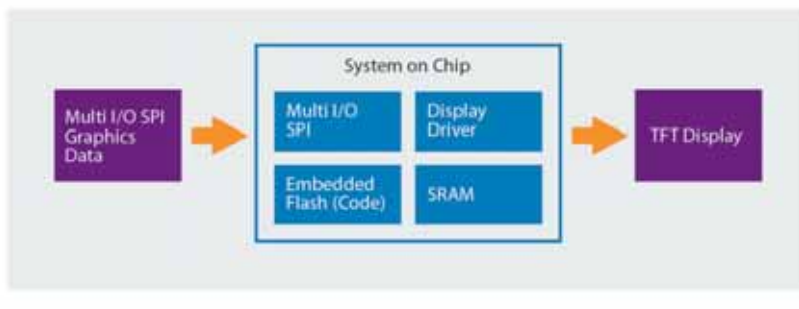 System on Chip
Multi I/O SPI
Graphics
Data
Multi I/O
SPI
Display
Driver
Embedded
Flash (Code)
SRAM
TFT Display